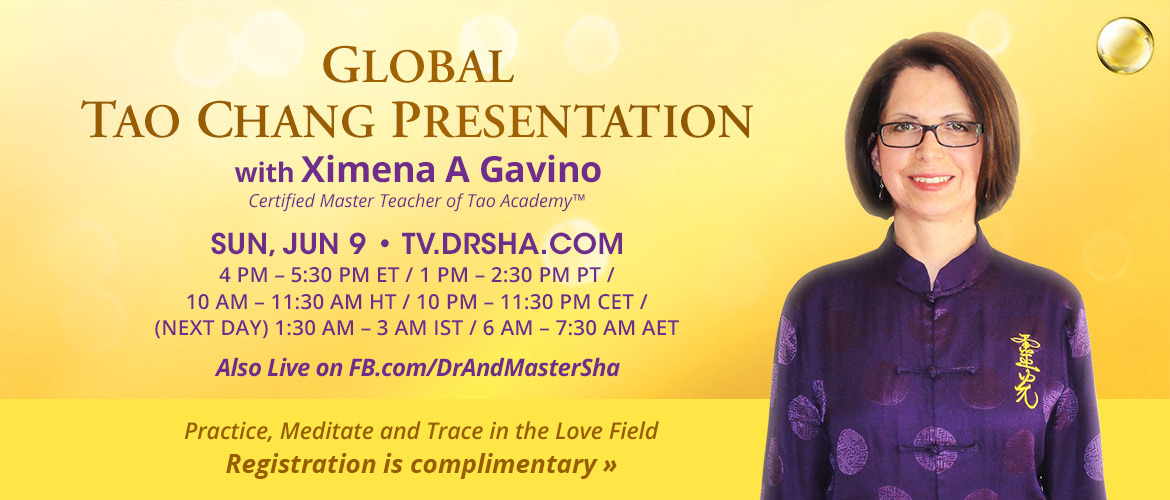 GLOBAL
TAO CHANG PRESENTATION
with Ximena A Gavino
Certified Master Teacher of Tao Academy™
SUN, JUN 9 • TV.DRSHA.COM
4 PM – 5:30 PM ET / 1 PM – 2:30 PM PT /
10 AM – 11:30 AM HT / 10 PM – 11:30 PM CET /
(NEXT DAY) 1:30 AM – 3 AM IST / 6 AM – 7:30 AM AET
Also Live on FB.com/DrAndMasterSha
Practice, Meditate and Trace in the Love Field
Registration is complimentary »